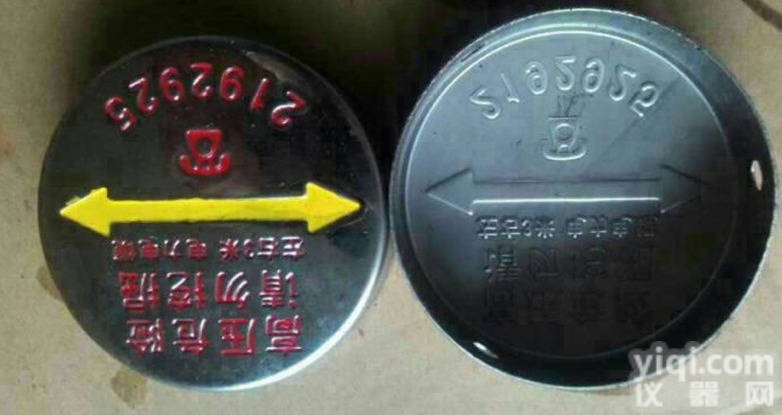 高压危险
请勿挖掘
电力电缆 左右3米
2192925
yiqi.com
仪器网